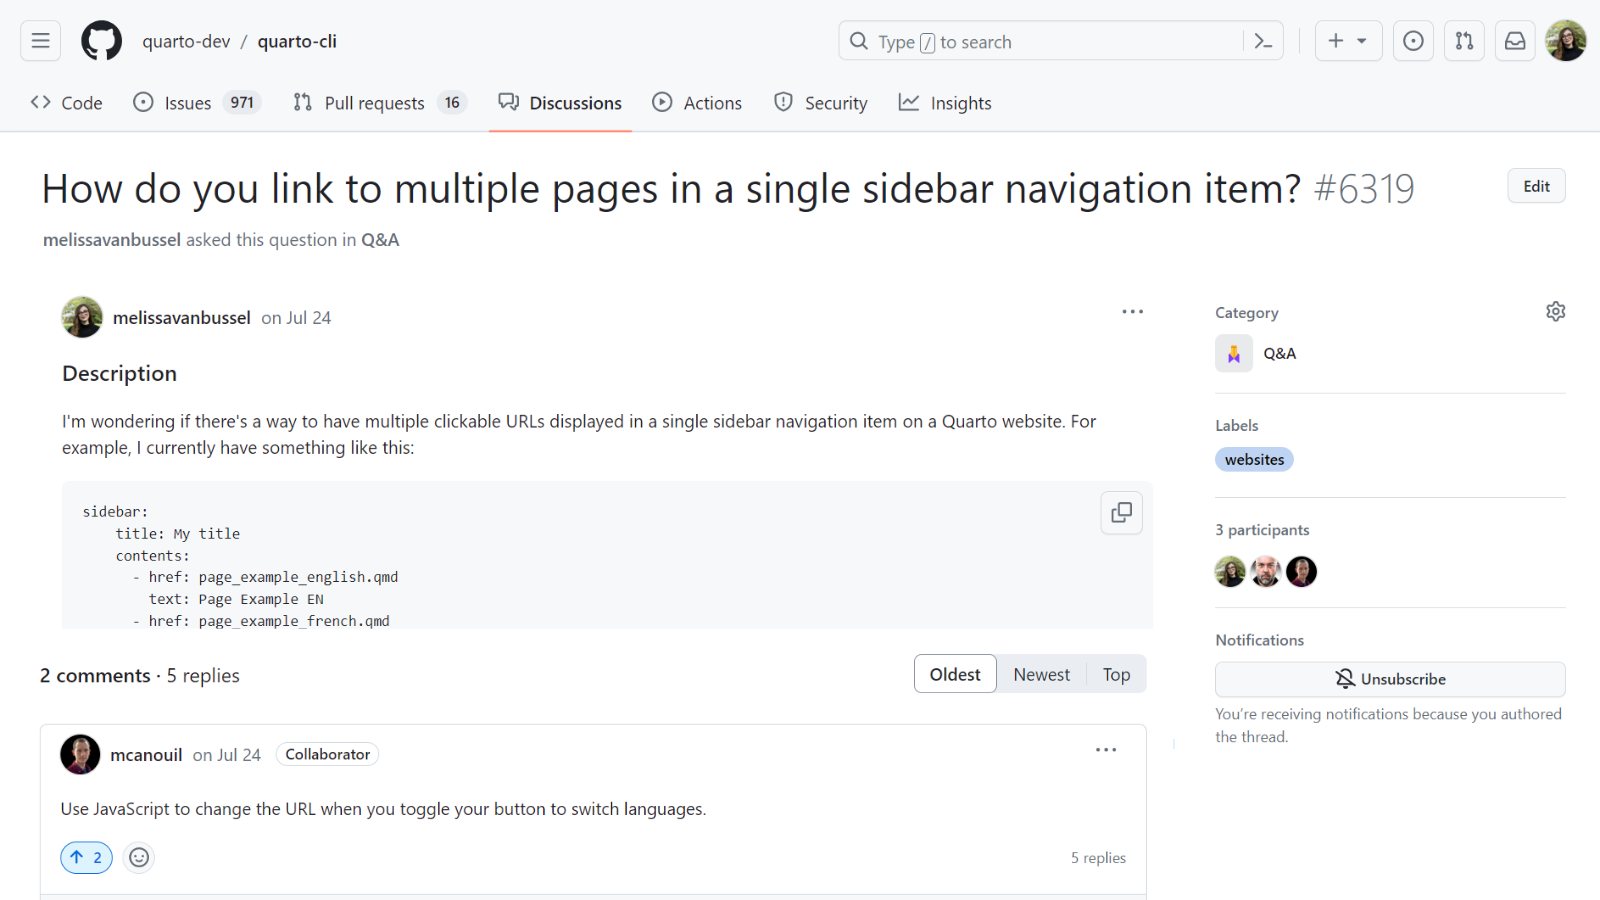 quarto-dev / quarto-cli
Type / to search
Code
Issues 971
Pull requests 16
Discussions
Actions
Security
Insights
How do you link to multiple pages in a single sidebar navigation item? #6319
Edit
melissavanbussel asked this question in Q&A
melissavanbussel on Jul 24
Description
I'm wondering if there's a way to have multiple clickable URLs displayed in a single sidebar navigation item on a Quarto website. For
example, I currently have something like this:
sidebar:
title: My title
contents:
- href: page_example_english.qmd
text: Page Example EN
- href: page_example_french.qmd
2 comments · 5 replies
Oldest
Newest
Top
mcanouil on Jul 24 Collaborator
Use JavaScript to change the URL when you toggle your button to switch languages.
2
5 replies
Category
Q&A
Labels
websites
3 participants
Notifications
Unsubscribe
You're receiving notifications because you authored
the thread.